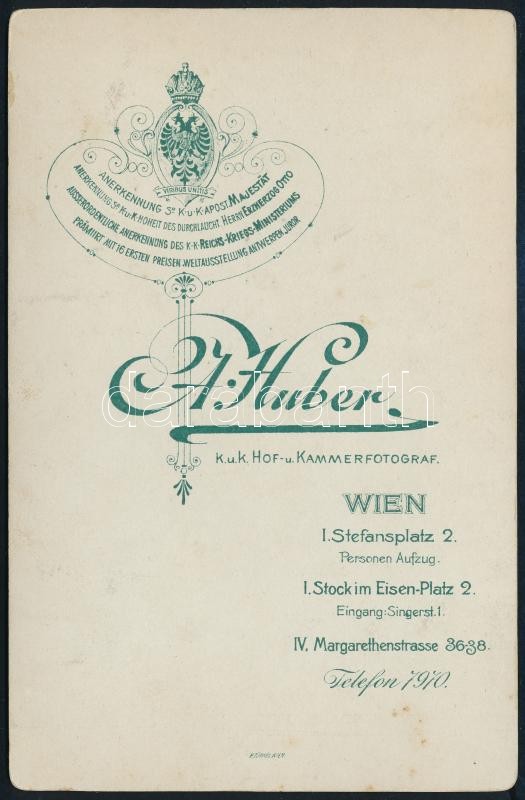 VIRIBUS UNITIS
ANERKENNUNG Sr K.u.K.APOST. MAJESTÄT
ANERKENNUNG Sr K.u.K.HOHEIT DES DURCHLAUCHT HERRN ERZHERZOG OTTO
AUSSERORDENTLICHE ANERKENNUNG DES K.K. REICHS-KRIEGS-MINISTERIUMS
PRÄMIIRT MIT 16 ERSTEN PREISEN. WELTAUSSTELLUNG ANTWERPEN, JUROR
A. Huber.
darabanth
K.u.K. HOF-u. KAMMERFOTOGRAF.
WIEN
I. Stefansplatz 2.
Personen Aufzug.
I. Stock im Eisen-Platz 2.
Eingang: Singerst. 1.
IV. Margarethenstrasse 36-38.
Telefon 7970.